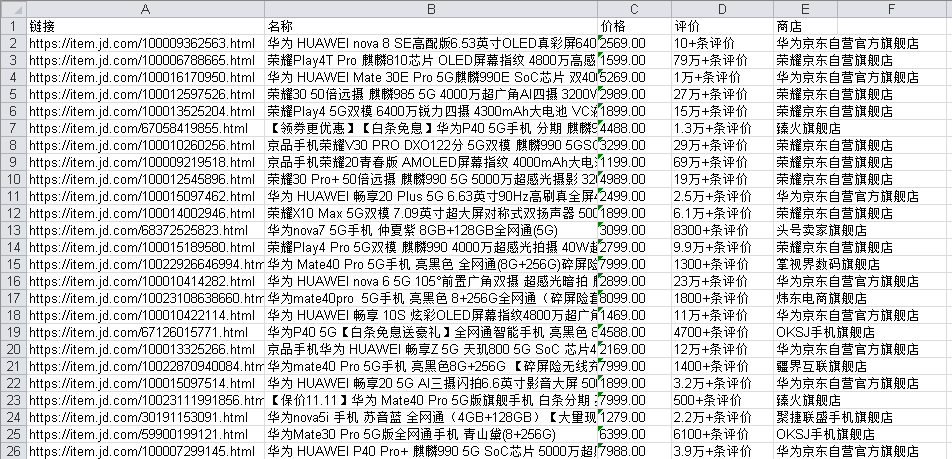 A B C D E F
1 链接 名称 价格 评价 商店
2 https://item.jd.com/100009362563.html 华为 HUAWEI nova 8 SE高配版6.53英寸OLED真彩屏640 2569.00 10+条评价 华为京东自营官方旗舰店
3 https://item.jd.com/100006788665.html 荣耀Play4T Pro 麒麟810芯片 OLED屏幕指纹 4800万高感 1599.00 79万+条评价 荣耀京东自营旗舰店
4 https://item.jd.com/100016170950.html 华为 HUAWEI Mate 30E Pro 5G麒麟990E SoC芯片 双40 5269.00 1万+条评价 华为京东自营官方旗舰店
5 https://item.jd.com/100012597526.html 荣耀30 50倍远摄 麒麟985 5G 4000万超广角AI四摄 3200W 2989.00 27万+条评价 荣耀京东自营旗舰店
6 https://item.jd.com/100013525204.html 荣耀Play4 5G双模 6400万锐力四摄 4300mAh大电池 VC液 1899.00 15万+条评价 荣耀京东自营旗舰店
7 https://item.jd.com/67058419855.html 【领券更优惠】【白条免息】华为P40 5G手机 分期 麒麟9 4488.00 1.3万+条评价 臻火旗舰店
8 https://item.jd.com/100010260256.html 京品手机荣耀V30 PRO DXO122分 5G双模 麒麟990 5GSO 3299.00 29万+条评价 荣耀京东自营旗舰店
9 https://item.jd.com/100009219518.html 京品手机荣耀20青春版 AMOLED屏幕指纹 4000mAh大电池 1199.00 69万+条评价 荣耀京东自营旗舰店
10 https://item.jd.com/100012545896.html 荣耀30 Pro+ 50倍远摄 麒麟990 5G 5000万超感光摄影 32 4989.00 19万+条评价 荣耀京东自营旗舰店
11 https://item.jd.com/100015097462.html 华为 HUAWEI 畅享20 Plus 5G 6.63英寸90Hz高刷真全屏 2499.00 2.5万+条评价 华为京东自营官方旗舰店
12 https://item.jd.com/100014002946.html 荣耀X10 Max 5G双模 7.09英寸超大屏对称式双扬声器 500 1899.00 6.1万+条评价 荣耀京东自营旗舰店
13 https://item.jd.com/68372525823.html 华为nova7 5G手机 仲夏紫 8GB+128GB全网通(5G) 3099.00 8300+条评价 头号卖家旗舰店
14 https://item.jd.com/100015189580.html 荣耀Play4 Pro 5G双模 麒麟990 4000万超感光拍摄 40W超 2799.00 9.9万+条评价 荣耀京东自营旗舰店
15 https://item.jd.com/10022926646994.htm 华为 Mate40 Pro 5G手机 亮黑色 全网通(8G+256G)碎屏险 7999.00 1300+条评价 掌视界数码旗舰店
16 https://item.jd.com/100010414282.html 华为 HUAWEI nova 6 5G 105°前置广角双摄 超感光暗拍 2899.00 23万+条评价 华为京东自营官方旗舰店
17 https://item.jd.com/10023108638660.htm 华为mate40pro 5G手机 亮黑色 8+256G全网通（碎屏险套 8099.00 1800+条评价 炜东电商旗舰店
18 https://item.jd.com/100010422114.html 华为 HUAWEI 畅享 10S 炫彩OLED屏幕指纹4800万超广角 1469.00 11万+条评价 华为京东自营官方旗舰店
19 https://item.jd.com/67126015771.html 华为P40 5G【白条免息送豪礼】全网通智能手机 亮黑色 8 4588.00 4700+条评价 OKSJ手机旗舰店
20 https://item.jd.com/100013325266.html 京品手机华为 HUAWEI 畅享Z 5G 天玑800 5G SoC 芯片4 2169.00 12万+条评价 华为京东自营官方旗舰店
21 https://item.jd.com/10022870940084.htm 华为mate40 Pro 5G手机 亮黑色8G+256G 【碎屏险无线充 7999.00 1400+条评价 疆界互联旗舰店
22 https://item.jd.com/100015097514.html 华为 HUAWEI 畅享20 5G AI三摄闪拍6.6英寸影音大屏 500 1899.00 3.2万+条评价 华为京东自营官方旗舰店
23 https://item.jd.com/10023111991856.htm 【保价11.11】华为 Mate40 Pro 5G版旗舰手机 白条分期 7999.00 500+条评价 臻火旗舰店
24 https://item.jd.com/30191153091.html 华为nova5i 手机 苏音蓝 全网通（4GB+128GB）【大量现 1279.00 2.2万+条评价 聚捷联盛手机旗舰店
25 https://item.jd.com/59900199121.html 华为Mate30 Pro 5G版全网通手机 青山黛(8+256G) 6399.00 6100+条评价 OKSJ手机旗舰店
26 https://item.jd.com/100007299145.html 华为 HUAWEI P40 Pro+ 麒麟990 5G SoC芯片 5000万超 7988.00 3.9万+条评价 华为京东自营官方旗舰店